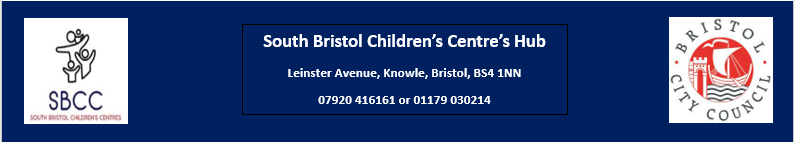 SBCC
SOUTH BRISTOL CHILDREN'S CENTRES
South Bristol Children’s Centre’s Hub
Leinster Avenue, Knowle, Bristol, BS4 1NN
07920 416161 or 01179 030214
BRISTOL
CITY COUNCIL